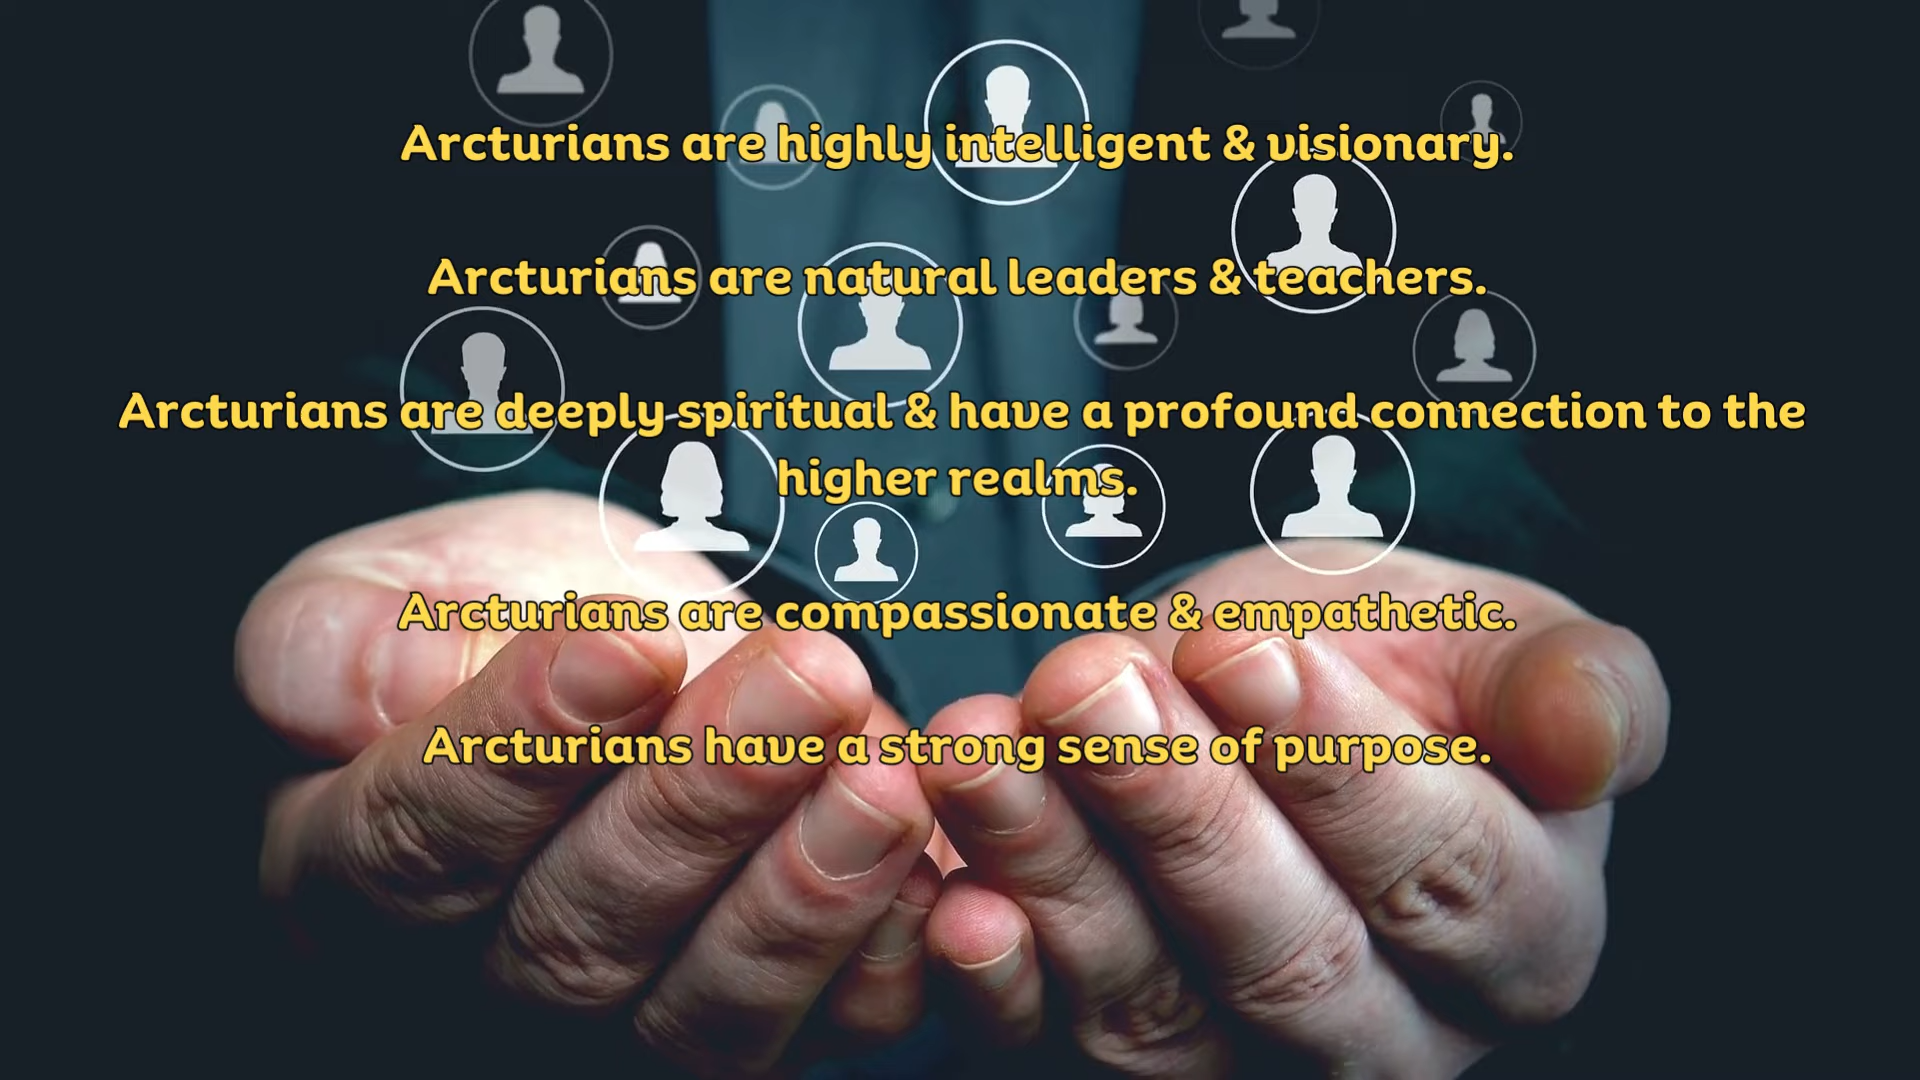 Arcturians are highly intelligent & visionary.
Arcturians are natural leaders & teachers.
Arcturians are deeply spiritual & have a profound connection to the
higher realms.
Arcturians are compassionate & empathetic.
Arcturians have a strong sense of purpose.